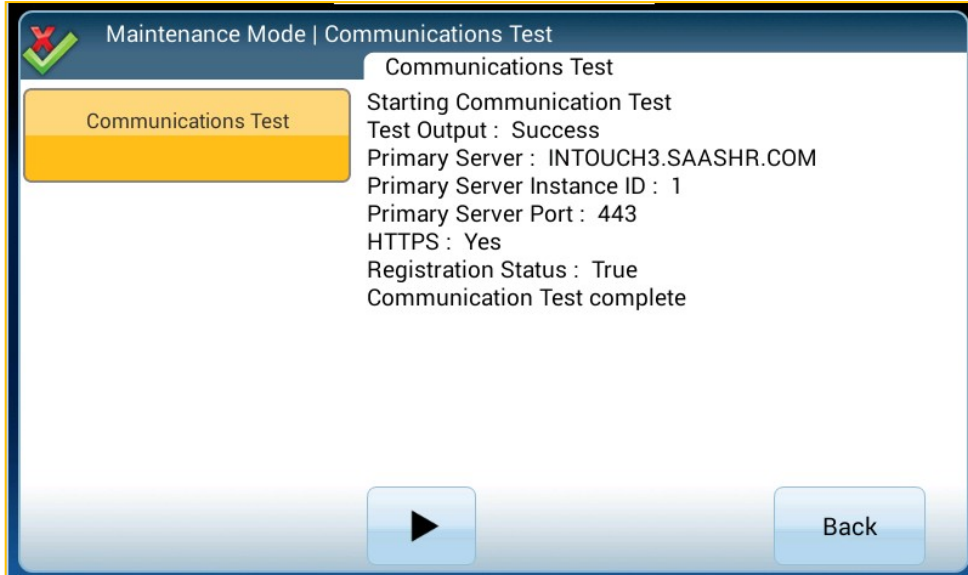 Maintenance Mode | Communications Test
Communications Test
Communications Test
Starting Communication Test
Test Output : Success
Primary Server : INTOUCH3.SAASHR.COM
Primary Server Instance ID : 1
Primary Server Port : 443
HTTPS : Yes
Registration Status : True
Communication Test complete
Back